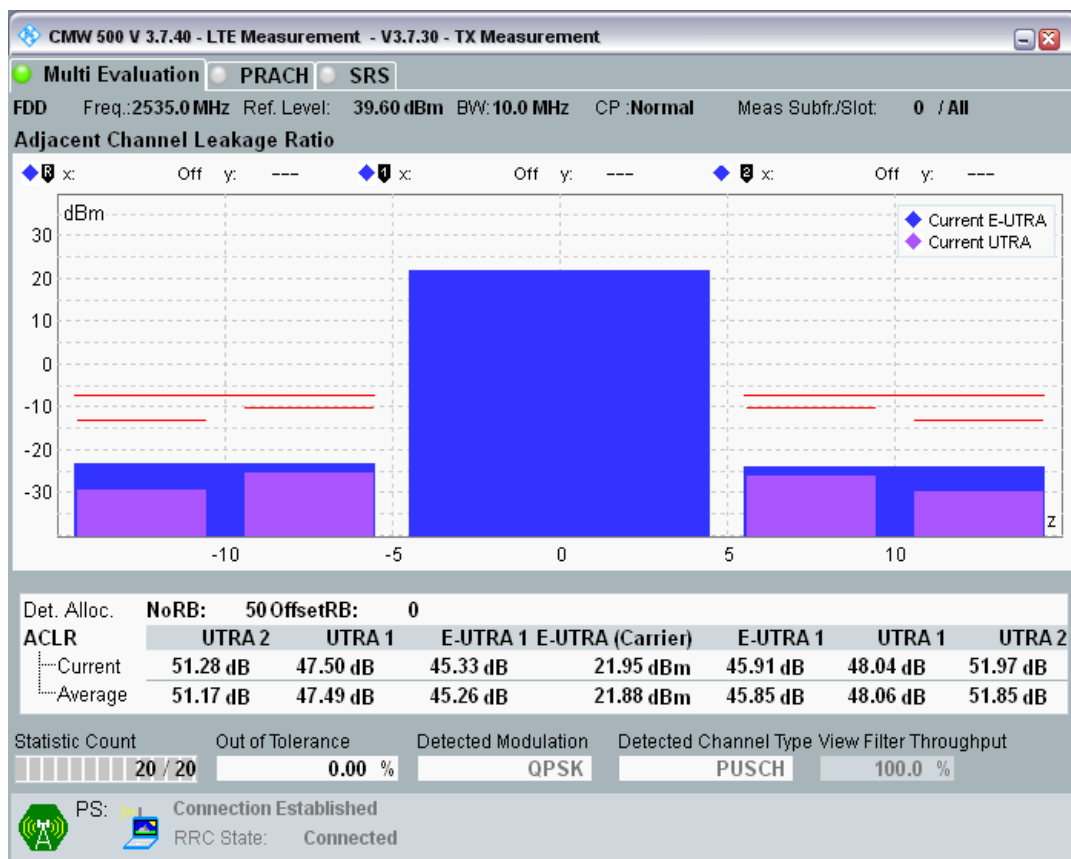 CMW 500 V 3.7.40 - LTE Measurement - V3.7.30 - TX Measurement
Multi Evaluation PRACH SRS
FDD Freq.:2535.0 MHz Ref. Level: 39.60 dBm BW:10.0 MHz CP :Normal Meas Subfr./Slot: 0 / All
Adjacent Channel Leakage Ratio
R x: Off y: --- 1 x: Off y: --- 2 x: Off y: ---
dBm
Current E-UTRA
Current UTRA
30
20
10
0
-10
-20
-30
z
-10 -5 0 5 10
Det. Alloc. NoRB: 50 OffsetRB: 0
ACLR UTRA 2 UTRA 1 E-UTRA 1 E-UTRA (Carrier) E-UTRA 1 UTRA 1 UTRA 2
Current 51.28 dB 47.50 dB 45.33 dB 21.95 dBm 45.91 dB 48.04 dB 51.97 dB
Average 51.17 dB 47.49 dB 45.26 dB 21.88 dBm 45.85 dB 48.06 dB 51.85 dB
Statistic Count Out of Tolerance Detected Modulation Detected Channel Type View Filter Throughput
20 / 20 0.00 % QPSK PUSCH 100.0 %
PS: Connection Established
RRC State: Connected